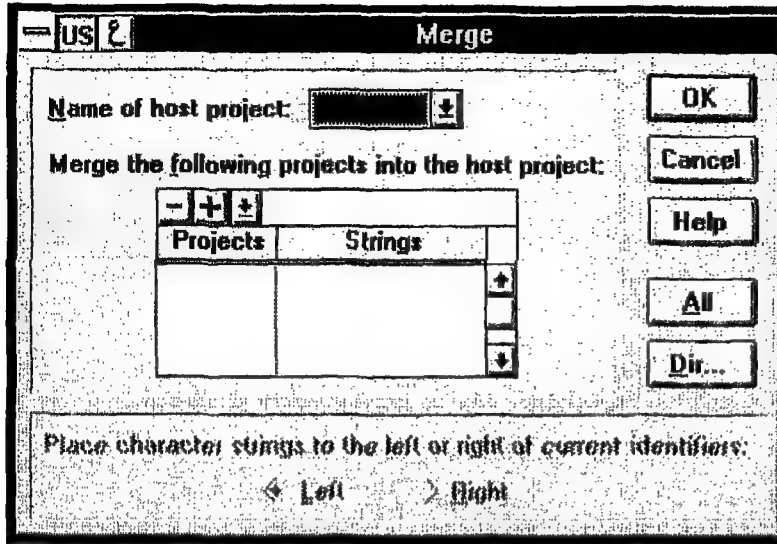 US ع Merge
Name of host project:
OK
Merge the following projects into the host project:
Cancel
Help
Projects Strings
All
Dir...
Place character strings to the left or right of current identifiers:
Left Right